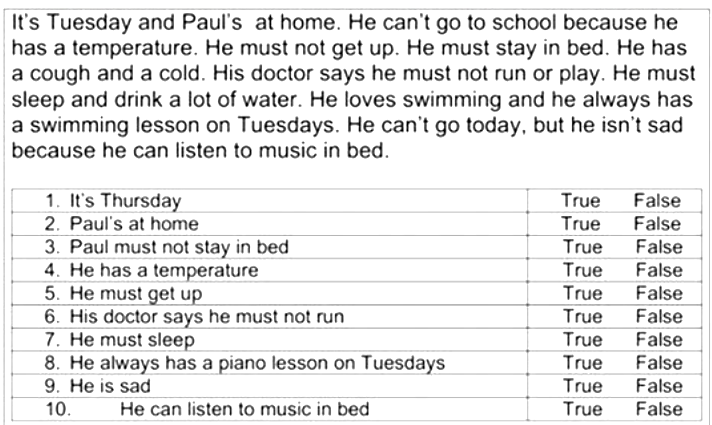 It's Tuesday and Paul's at home. He can't go to school because he
has a temperature. He must not get up. He must stay in bed. He has
a cough and a cold. His doctor says he must not run or play. He must
sleep and drink a lot of water. He loves swimming and he always has
a swimming lesson on Tuesdays. He can't go today, but he isn't sad
because he can listen to music in bed.
1. It's Thursday True False
2. Paul's at home True False
3. Paul must not stay in bed True False
4. He has a temperature True False
5. He must get up True False
6. His doctor says he must not run True False
7. He must sleep True False
8. He always has a piano lesson on Tuesdays True False
9. He is sad True False
10. He can listen to music in bed True False